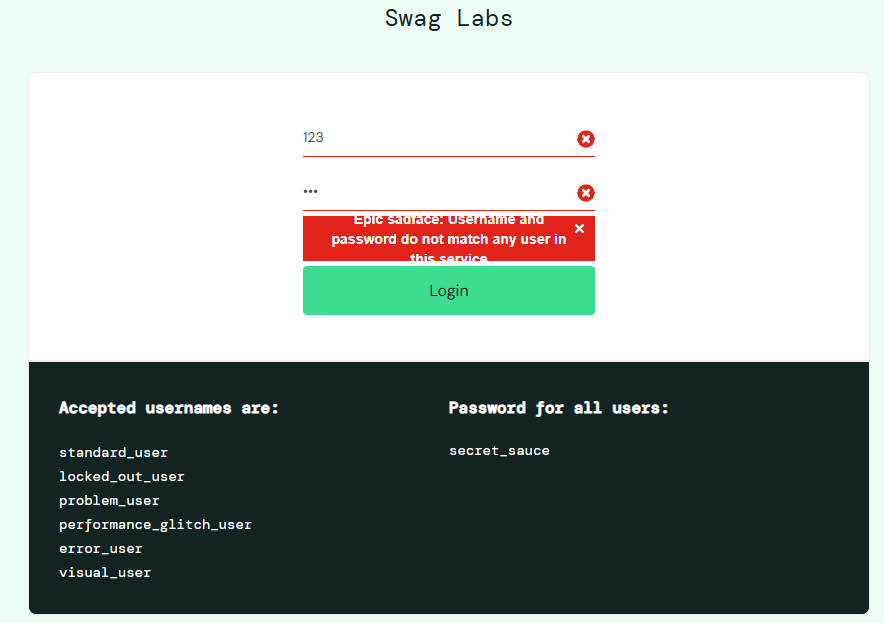 Swag Labs
123
•••
Epic sadface: Username and
password do not match any user in
this service
Login
Accepted usernames are:
standard_user
locked_out_user
problem_user
performance_glitch_user
error_user
visual_user
Password for all users:
secret_sauce